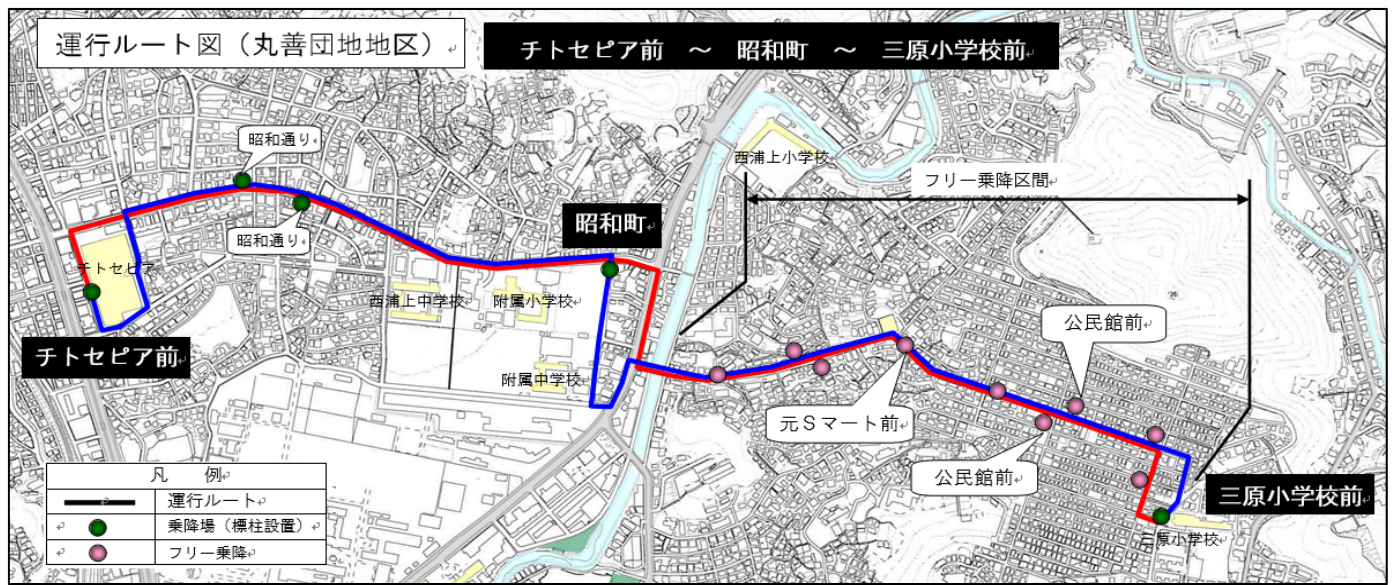 運行ルート図（丸善団地地区）
チトセピア前　～　昭和町　～　三原小学校前
昭和通り
西浦上小学校
フリー乗降区間
昭和町
昭和通り
チトセピア
西浦上中学校
附属小学校
公民館前
チトセピア前
附属中学校
元Ｓマート前
公民館前
凡　例
運行ルート
乗降場（標柱設置）
フリー乗降
三原小学校前
三原小学校